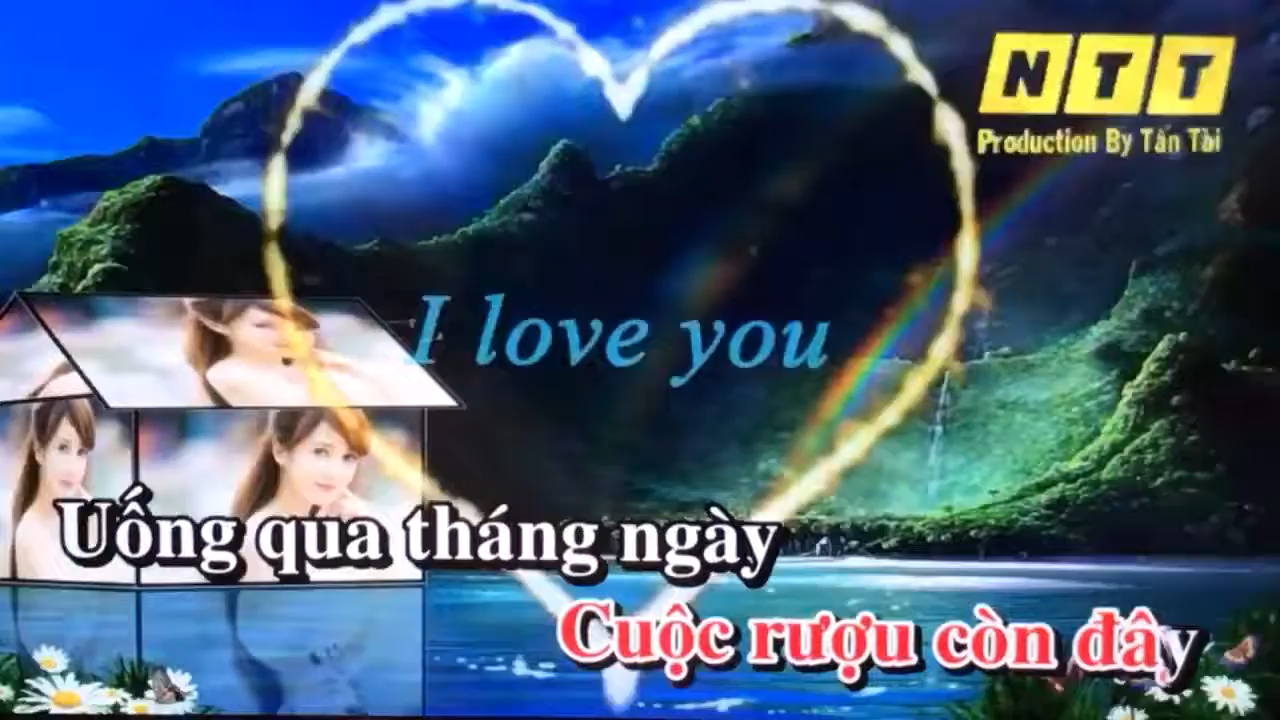 NTT
Production By Tấn Tài
I love you
Uống qua tháng ngày
Cuộc rượu còn đây